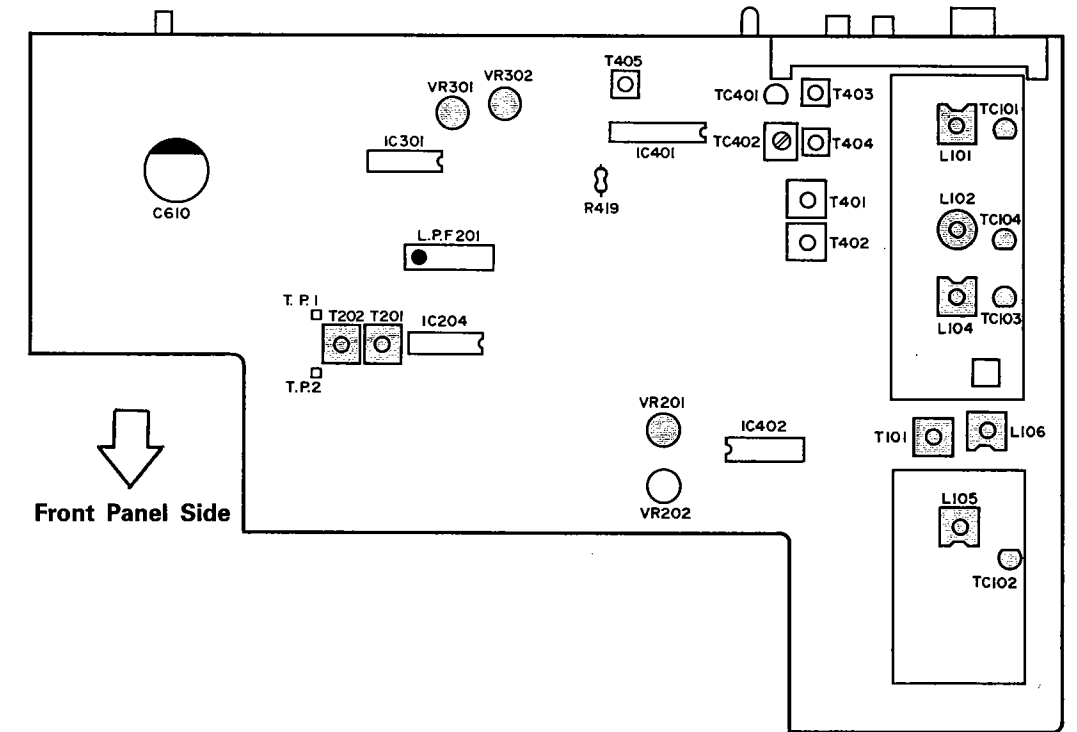 T405
VR301
VR302
TC401
T403
TC101
IC301
IC401
TC402
T404
L101
C610
R419
T401
L102
TC104
L.P.F201
T402
T.P.1
T202
T201
IC204
L104
TC103
T.P.2
VR201
IC402
T101
L106
Front Panel Side
VR202
L105
TC102